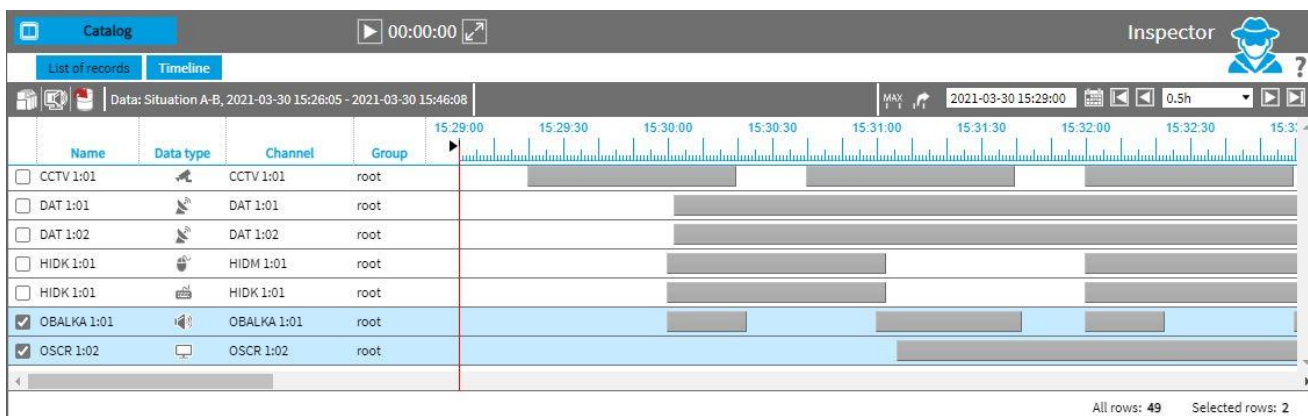 Catalog 00:00:00 Inspector
List of records Timeline ?
Data: Situation A-B, 2021-03-30 15:26:05 - 2021-03-30 15:46:08 MAX 2021-03-30 15:29:00 0.5h
15:29:00 15:29:30 15:30:00 15:30:30 15:31:00 15:31:30 15:32:00 15:32:30
Name Data type Channel Group
CCTV 1:01 CCTV 1:01 root
DAT 1:01 DAT 1:01 root
DAT 1:02 DAT 1:02 root
HIDK 1:01 HIDM 1:01 root
HIDK 1:01 HIDK 1:01 root
OBALKA 1:01 OBALKA 1:01 root
OSCR 1:02 OSCR 1:02 root
All rows: 49 Selected rows: 2